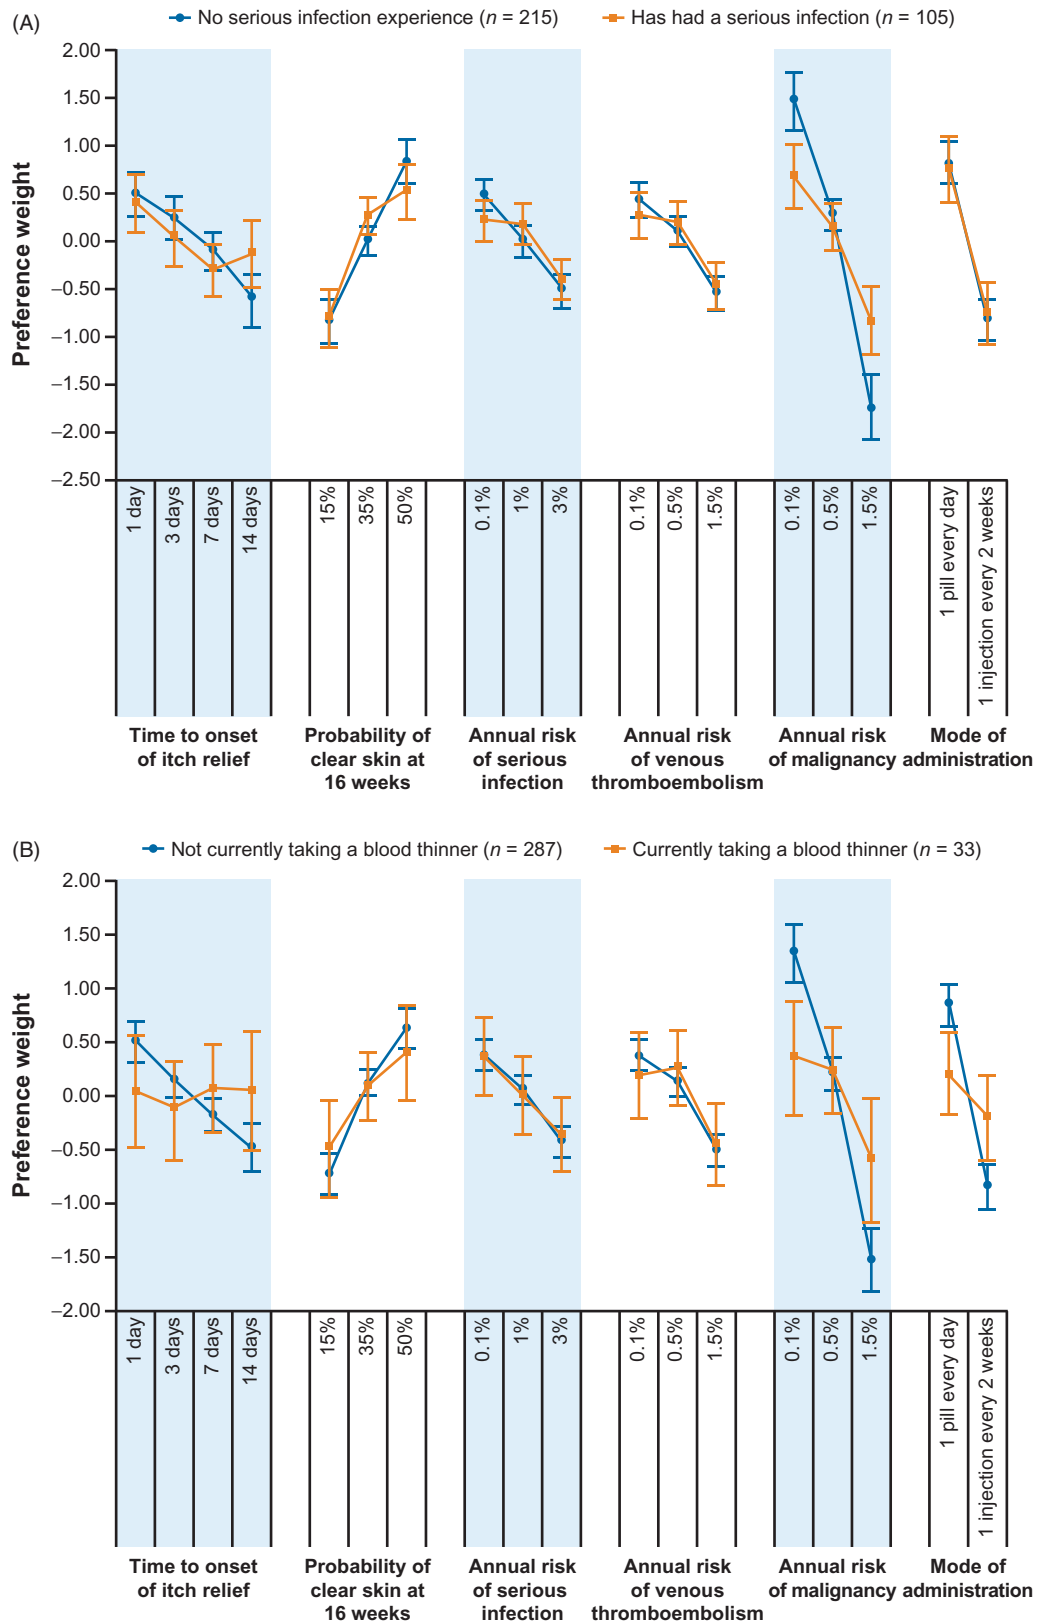 (A)
No serious infection experience (n = 215)
Has had a serious infection (n = 105)
Preference weight
2.00
1.50
1.00
0.50
0.00
–0.50
–1.00
–1.50
–2.00
–2.50
1 day
3 days
7 days
14 days
15%
35%
50%
0.1%
1%
3%
0.1%
0.5%
1.5%
0.1%
0.5%
1.5%
1 pill every day
1 injection every 2 weeks
Time to onset
of itch relief
Probability of
clear skin at
16 weeks
Annual risk
of serious
infection
Annual risk
of venous
thromboembolism
Annual risk
of malignancy
Mode of
administration
(B)
Not currently taking a blood thinner (n = 287)
Currently taking a blood thinner (n = 33)
Preference weight
2.00
1.50
1.00
0.50
0.00
–0.50
–1.00
–1.50
–2.00
1 day
3 days
7 days
14 days
15%
35%
50%
0.1%
1%
3%
0.1%
0.5%
1.5%
0.1%
0.5%
1.5%
1 pill every day
1 injection every 2 weeks
Time to onset
of itch relief
Probability of
clear skin at
16 weeks
Annual risk
of serious
infection
Annual risk
of venous
thromboembolism
Annual risk
of malignancy
Mode of
administration